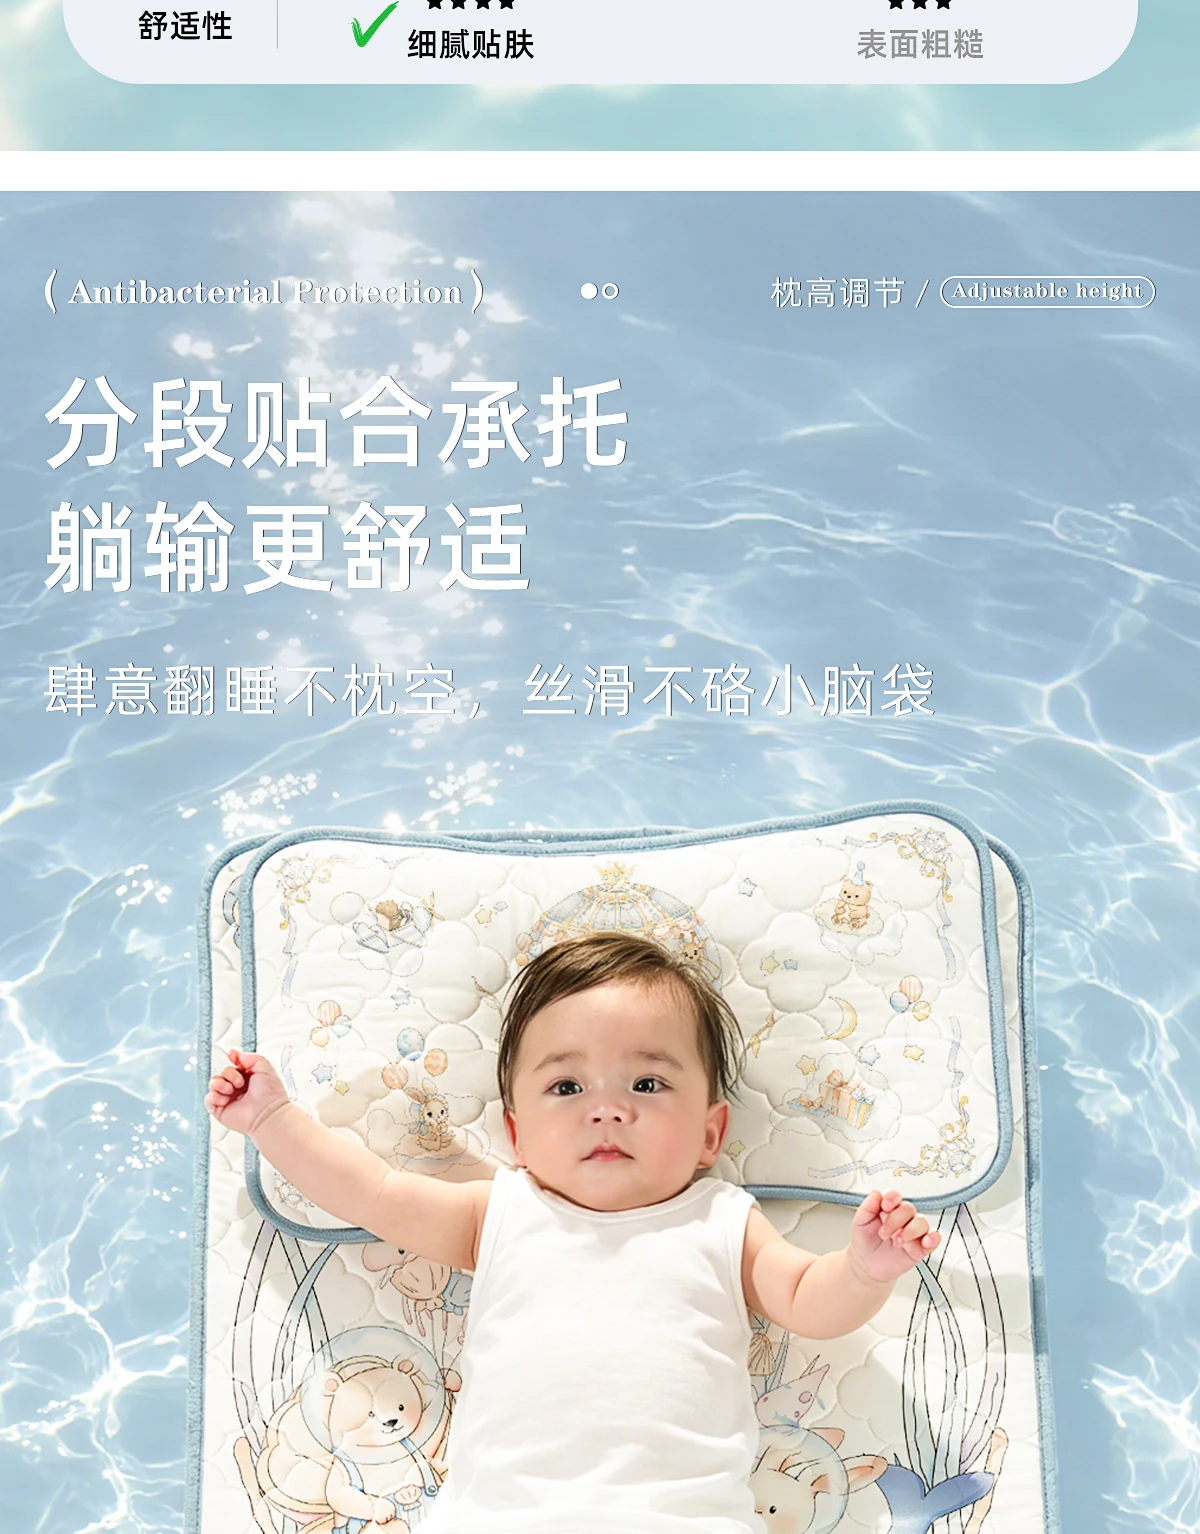 舒适性
★★★★
细腻贴肤
★★★
表面粗糙
(Antibacterial Protection)
枕高调节 / Adjustable height
分段贴合承托
躺输更舒适
肆意翻睡不枕空，丝滑不硌小脑袋